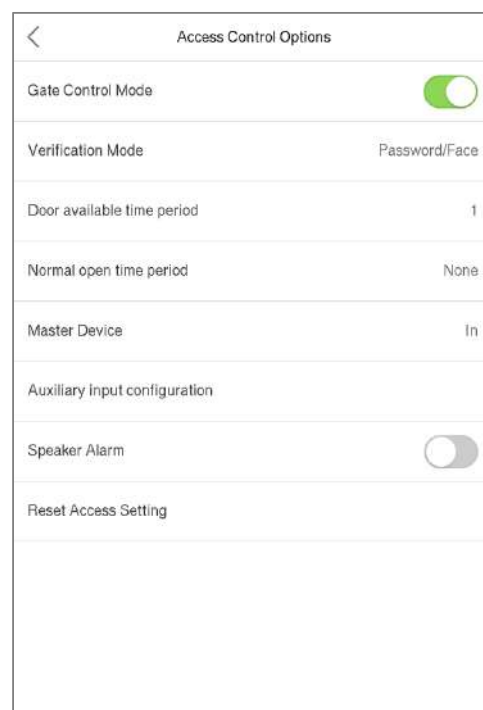 Access Control Options
Gate Control Mode
Verification Mode Password/Face
Door available time period 1
Normal open time period None
Master Device In
Auxiliary input configuration
Speaker Alarm
Reset Access Setting